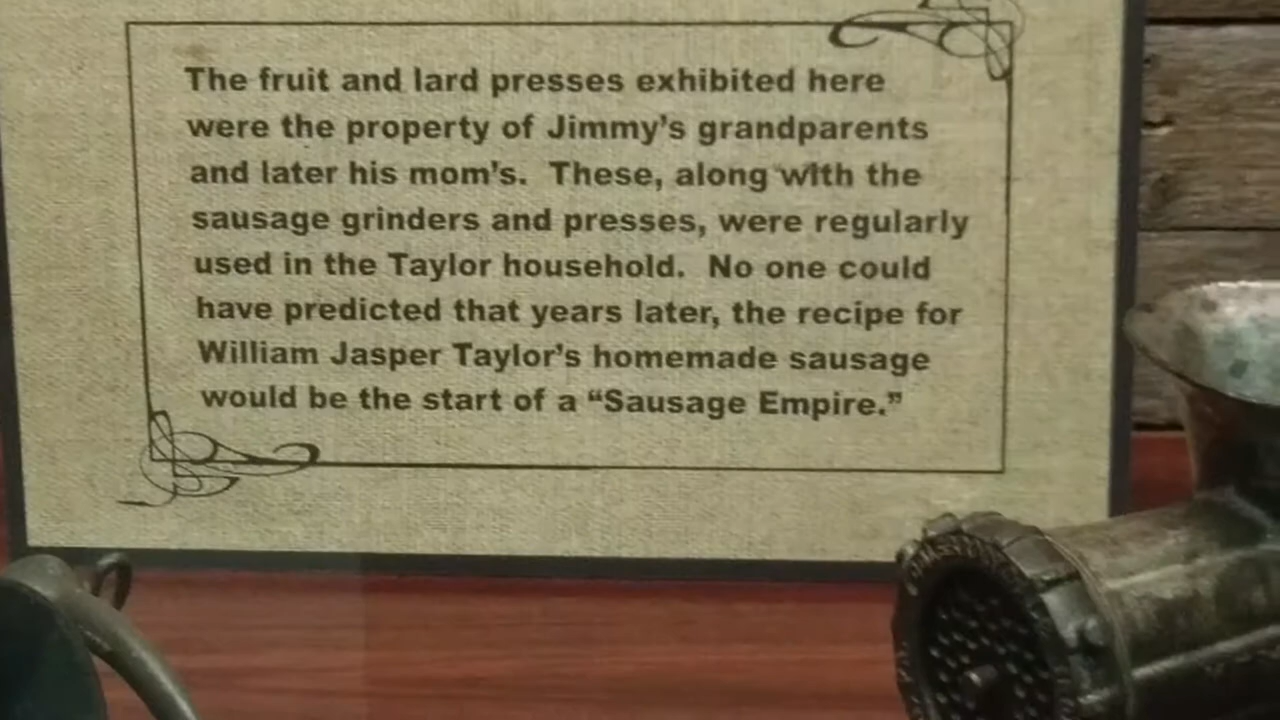 The fruit and lard presses exhibited here
were the property of Jimmy’s grandparents
and later his mom’s.  These, along with the
sausage grinders and presses, were regularly
used in the Taylor household.  No one could
have predicted that years later, the recipe for
William Jasper Taylor’s homemade sausage
would be the start of a “Sausage Empire.”